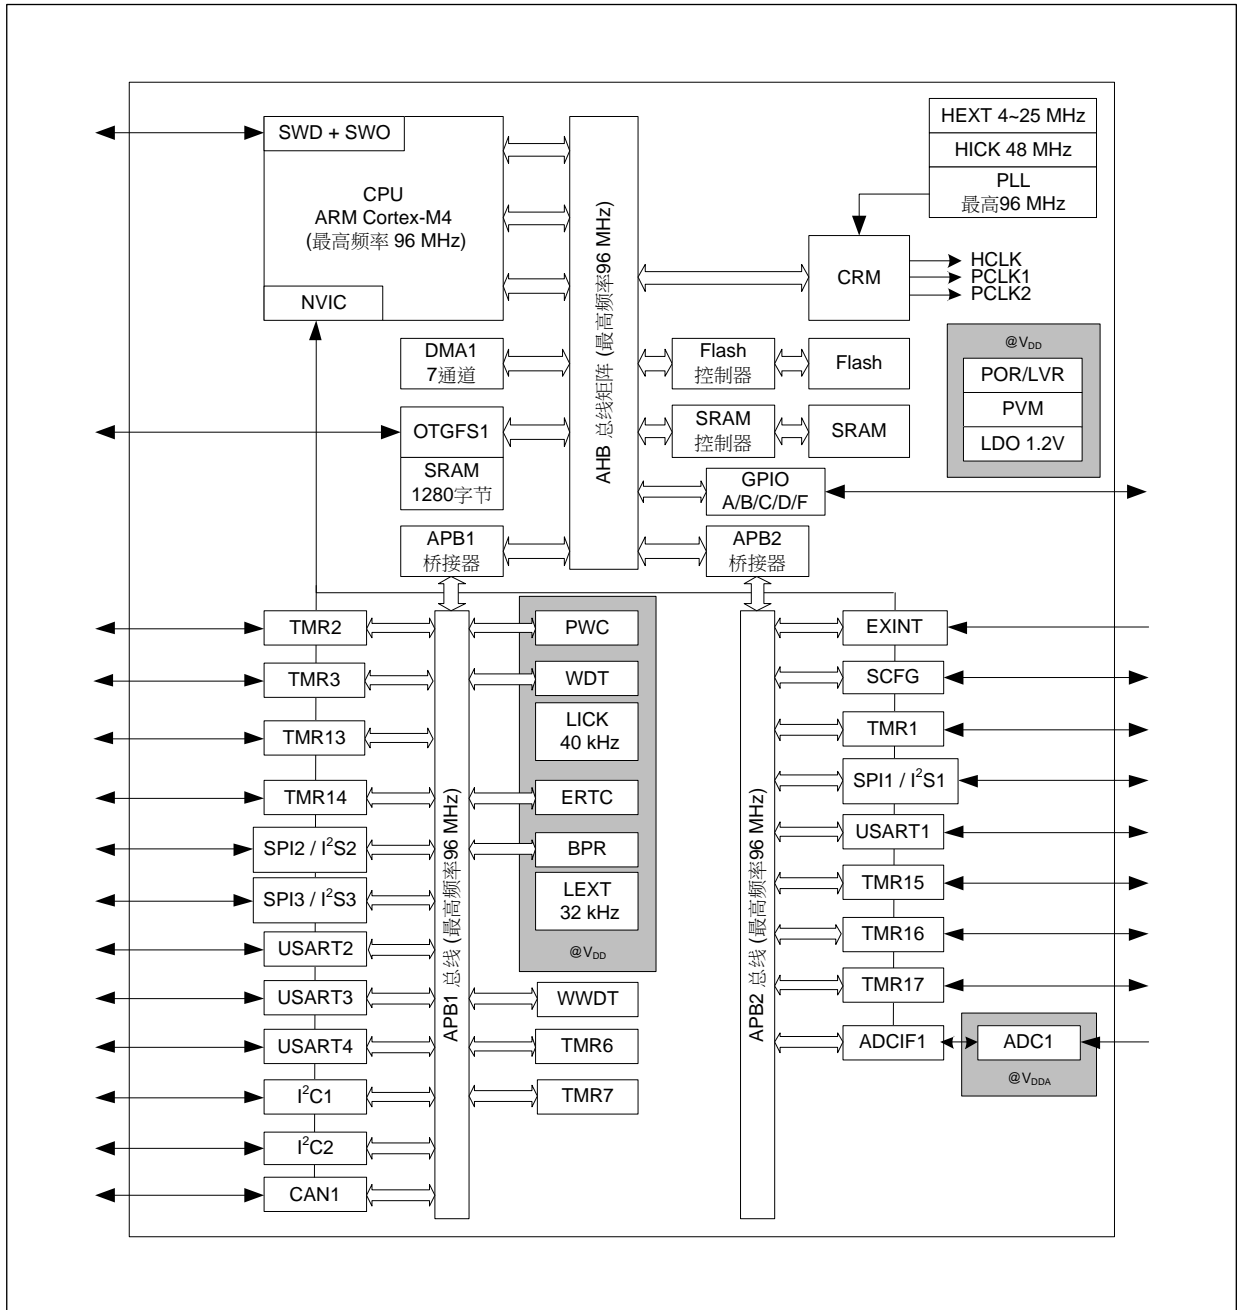 SWD + SWO
CPU
ARM Cortex-M4
(最高频率 96 MHz)
NVIC
HEXT 4~25 MHz
HICK 48 MHz
PLL
最高96 MHz
CRM
HCLK
PCLK1
PCLK2
AHB 总线矩阵 (最高频率96 MHz)
DMA1
7通道
Flash
控制器
Flash
OTGFS1
SRAM
1280字节
SRAM
控制器
SRAM
@VDD
POR/LVR
PVM
LDO 1.2V
GPIO
A/B/C/D/F
APB1
桥接器
APB2
桥接器
TMR2
TMR3
TMR13
TMR14
SPI2 / I²S2
SPI3 / I²S3
USART2
USART3
USART4
I²C1
I²C2
CAN1
APB1 总线 (最高频率96 MHz)
PWC
WDT
LICK
40 kHz
ERTC
BPR
LEXT
32 kHz
@VDD
WWDT
TMR6
TMR7
APB2 总线 (最高频率96 MHz)
EXINT
SCFG
TMR1
SPI1 / I²S1
USART1
TMR15
TMR16
TMR17
ADCIF1
ADC1
@VDDA